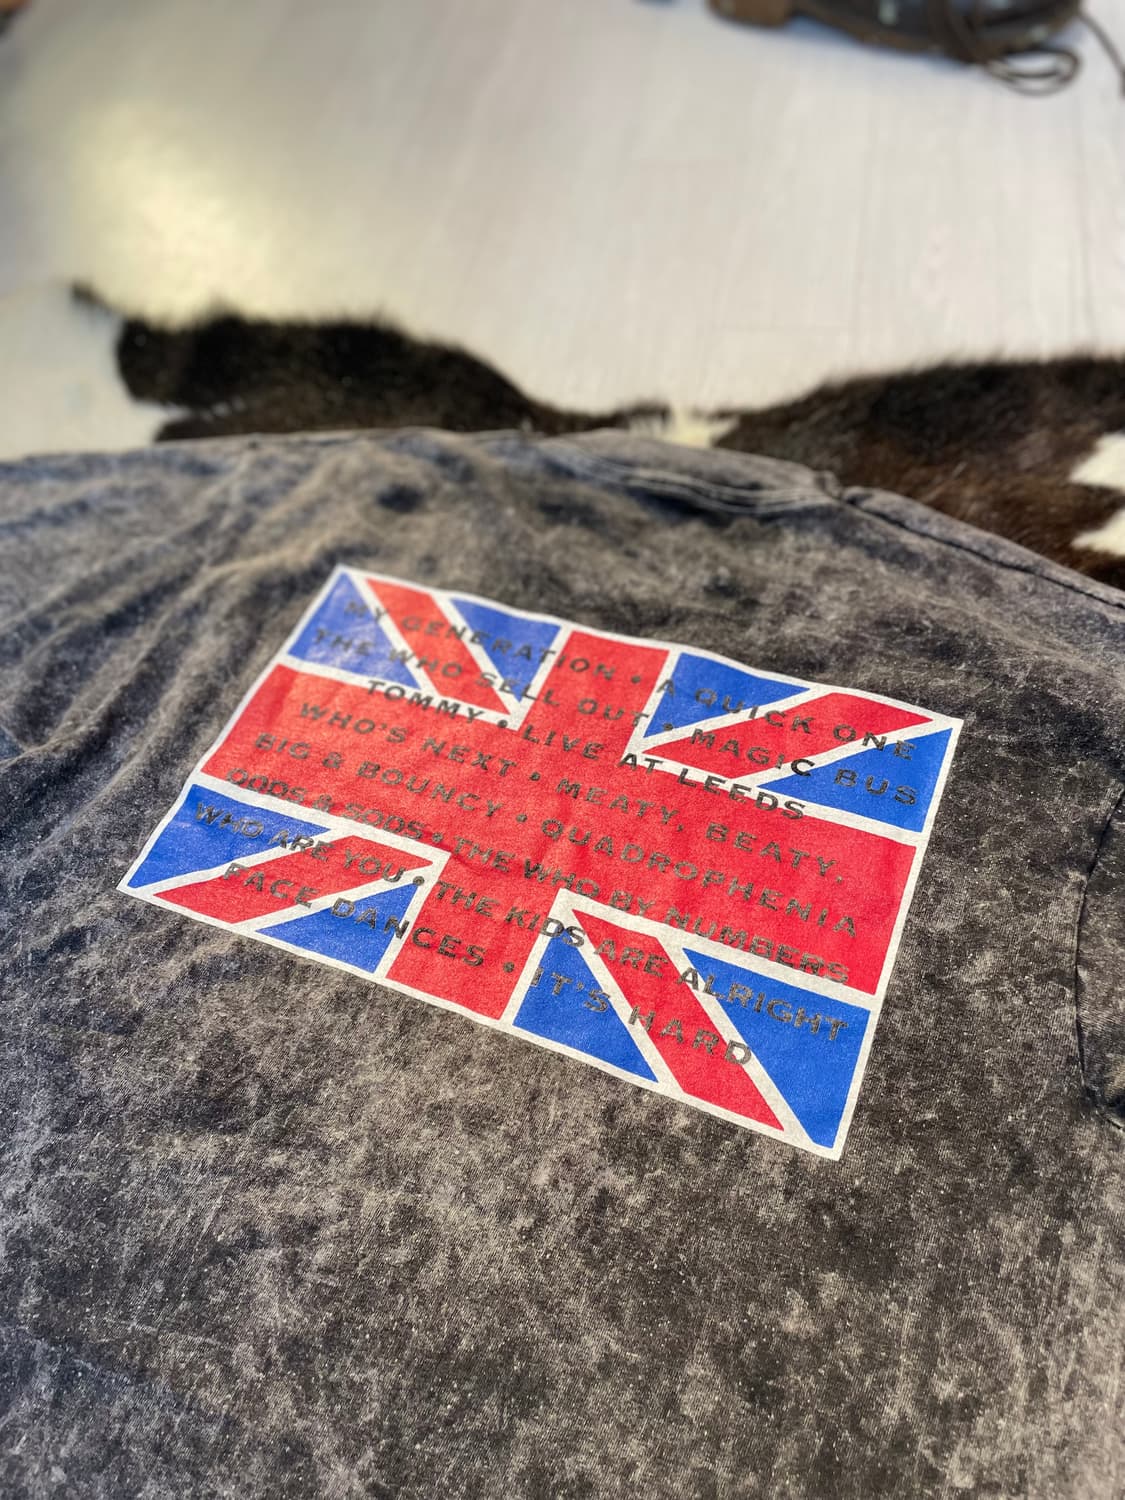 MY GENERATION • A QUICK ONE
THE WHO SELL OUT • MAGIC BUS
TOMMY • LIVE AT LEEDS
WHO'S NEXT • MEATY, BEATY,
BIG & BOUNCY • QUADROPHENIA
ODDS & SODS • THE WHO BY NUMBERS
WHO ARE YOU • THE KIDS ARE ALRIGHT
FACE DANCES • IT'S HARD